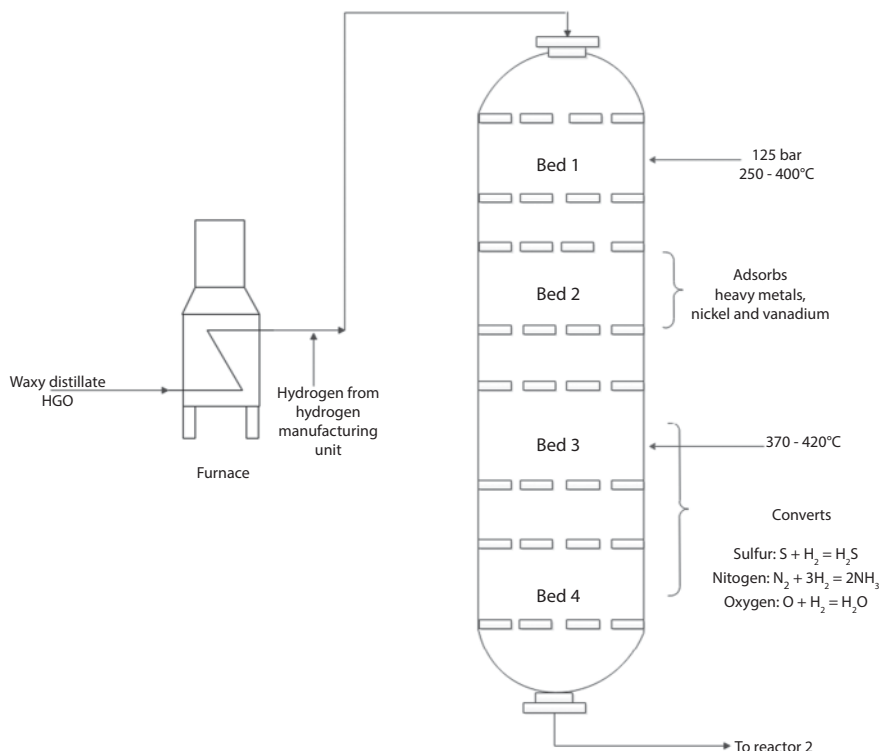 Bed 1
125 bar
250 - 400°C
Bed 2
Adsorbs
heavy metals,
nickel and vanadium
Waxy distillate
HGO
Hydrogen from
hydrogen
manufacturing
unit
Furnace
Bed 3
370 - 420°C
Converts
Sulfur: S + H₂ = H₂S
Nitogen: N₂ + 3H₂ = 2NH₃
Oxygen: O + H₂ = H₂O
Bed 4
To reactor 2